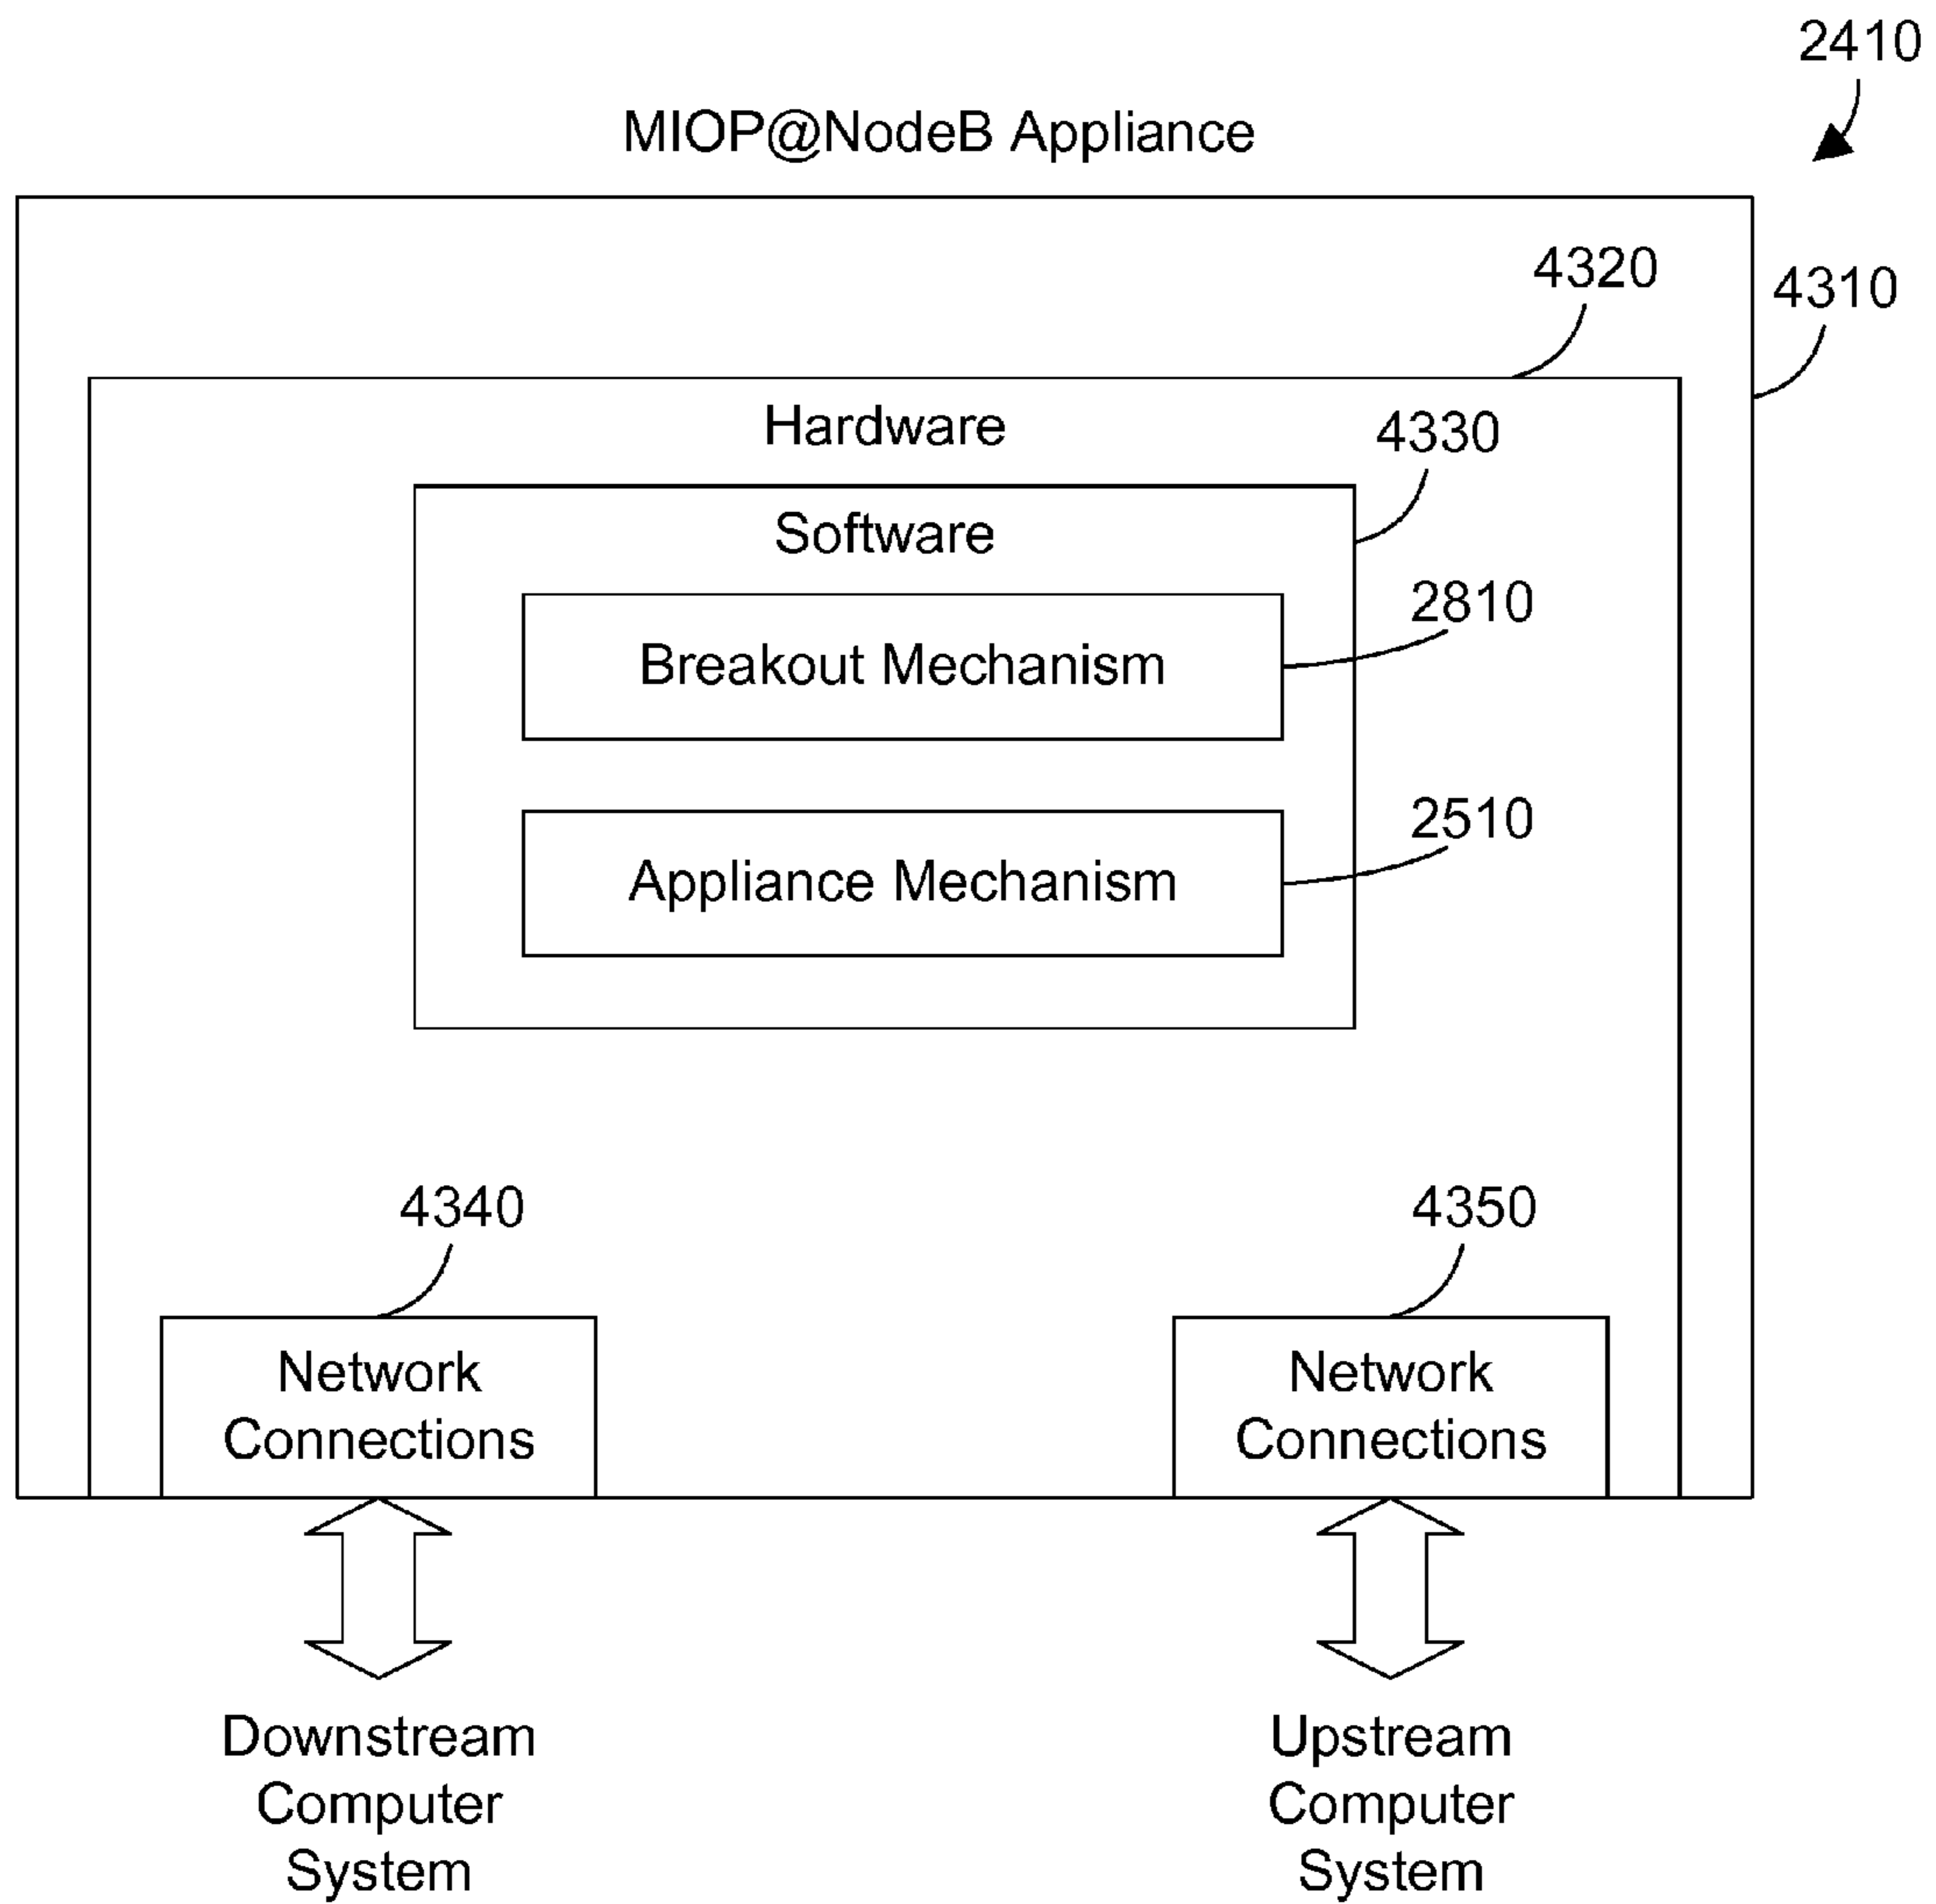 2410
MIOP@NodeB Appliance
4320
4310
Hardware
4330
Software
2810
Breakout Mechanism
2510
Appliance Mechanism
4340
4350
Network
Connections
Network
Connections
Downstream
Computer
System
Upstream
Computer
System